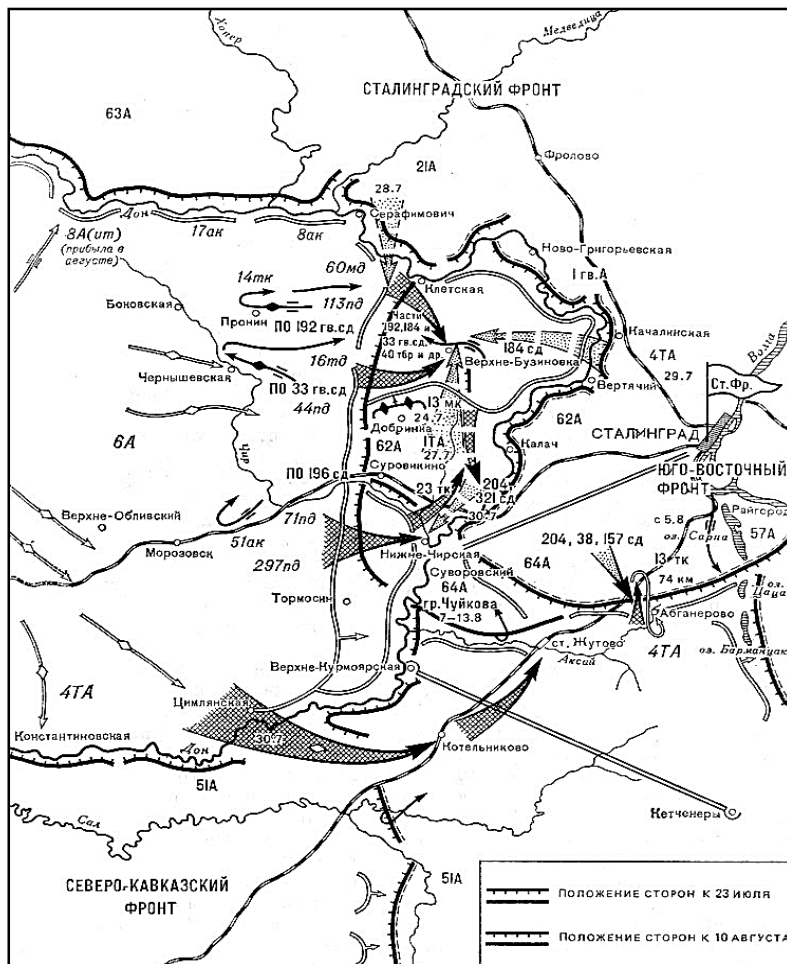 Хопер
Медведица
СТАЛИНГРАДСКИЙ ФРОНТ
63А
Фролово
21А
28.7
Дон
Серафимович
17ак
8ак
8А(ит)
(прибыла в
августе)
Ново-Григорьевская
1 гв.А
60мд
Клетская
14тк
113пд
Боковская
Пронин
ПО 192 гв.сд
Части
192,184 и
33 гв.сд,
40 тбр и др.
184 сд
Качалинская
4ТА
29.7
Волга
16тд
Верхне-Бузиновка
Чернышевская
ПО 33 гв.сд
Вертячий
Ст.Фр.
44пд
13 мк
24.7
Добринка
62А
СТАЛИНГРАД
6А
62А
1ТА
27.7
Калач
Чир
Суровикино
ПО 196 сд
ЮГО-ВОСТОЧНЫЙ
ФРОНТ
23 тк
204,
321 сд
30.7
Райгород
с 5.8
оз.
Сарпа
57А
Верхне-Обливский
71пд
Морозовск
51ак
Нижне-Чирская
204, 38, 157 сд
64А
13 тк
74 км
297пд
Суворовский
64А
оз.
Цаца
Тормосин
гр.Чуйкова
7–13.8
Абганерово
ст. Жутово
Аксай
4ТА
оз. Барманцак
Верхне-Курмоярская
4ТА
Цимлянская
30.7
Константиновская
Дон
Котельниково
51А
Сал
Кетченеры
СЕВЕРО-КАВКАЗСКИЙ
ФРОНТ
51А
ПОЛОЖЕНИЕ СТОРОН К 23 ИЮЛЯ
ПОЛОЖЕНИЕ СТОРОН К 10 АВГУСТА